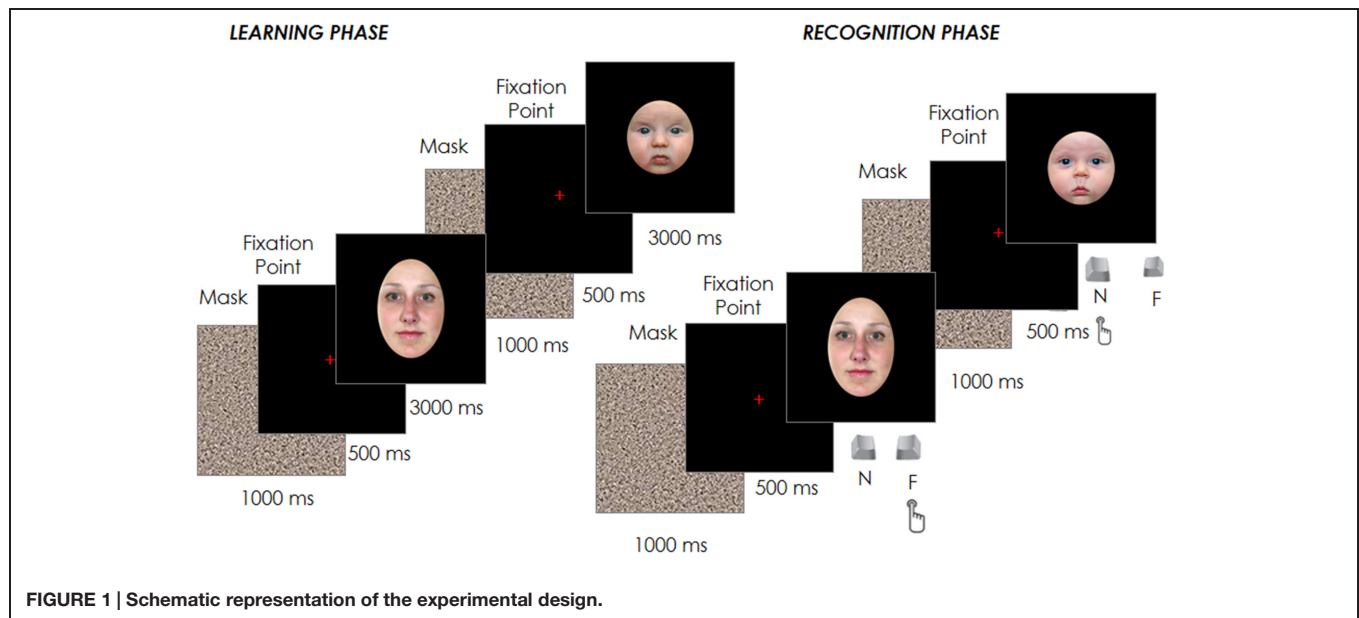 LEARNING PHASE
Fixation
Point
Mask
3000 ms
500 ms
1000 ms
Fixation
Point
Mask
3000 ms
500 ms
1000 ms
RECOGNITION PHASE
Fixation
Point
Mask
N
F
500 ms
1000 ms
Fixation
Point
Mask
N
F
500 ms
1000 ms
FIGURE 1 | Schematic representation of the experimental design.